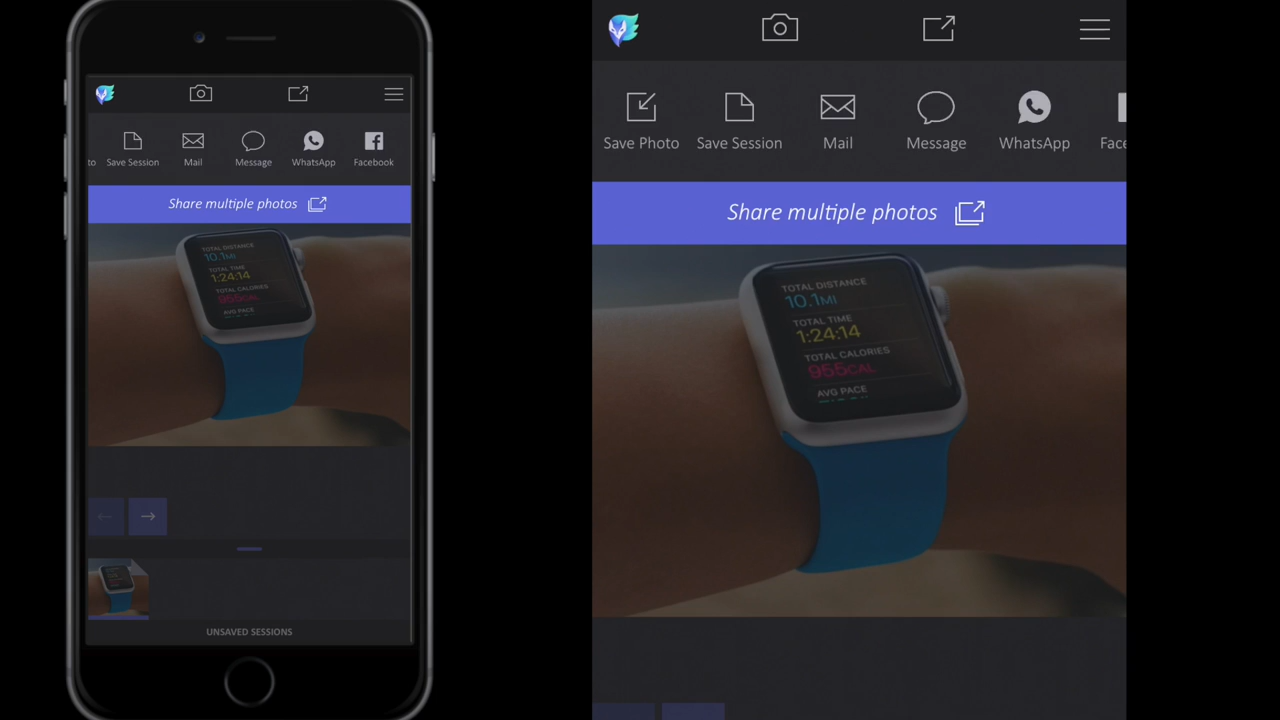 to Save Session Mail Message WhatsApp Facebook
Share multiple photos
TOTAL DISTANCE
10.1MI
TOTAL TIME
1:24:14
TOTAL CALORIES
955CAL
AVG PACE
UNSAVED SESSIONS
Save Photo Save Session Mail Message WhatsApp Face
Share multiple photos
TOTAL DISTANCE
10.1MI
TOTAL TIME
1:24:14
TOTAL CALORIES
955CAL
AVG PACE